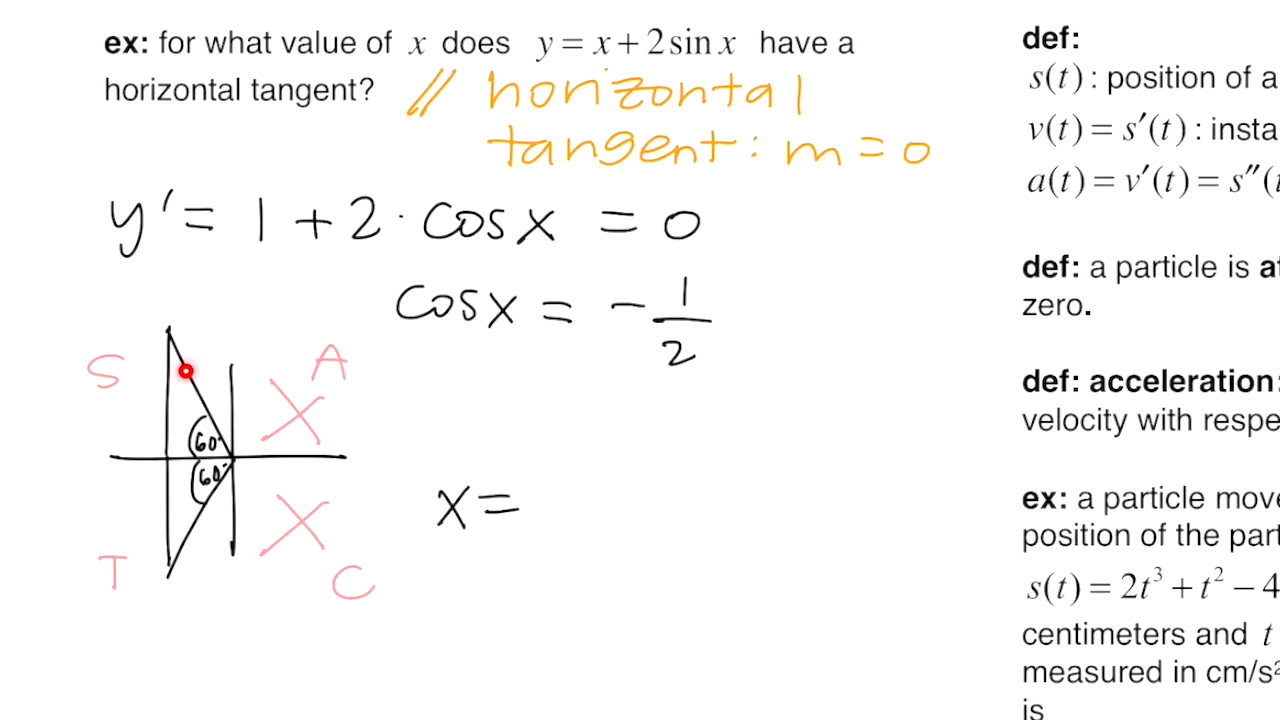 ex: for what value of x does y = x + 2 sin x have a
horizontal tangent? // horizontal
tangent: m = 0
y' = 1 + 2 · cos x = 0
cos x = - 1/2
S A
60°
60°
x =
T C
def:
s(t) : position of a
v(t) = s′(t) : insta
a(t) = v′(t) = s″(t
def: a particle is at
zero.
def: acceleration:
velocity with respe
ex: a particle move
position of the part
s(t) = 2t³ + t² − 4
centimeters and t
measured in cm/s²
is